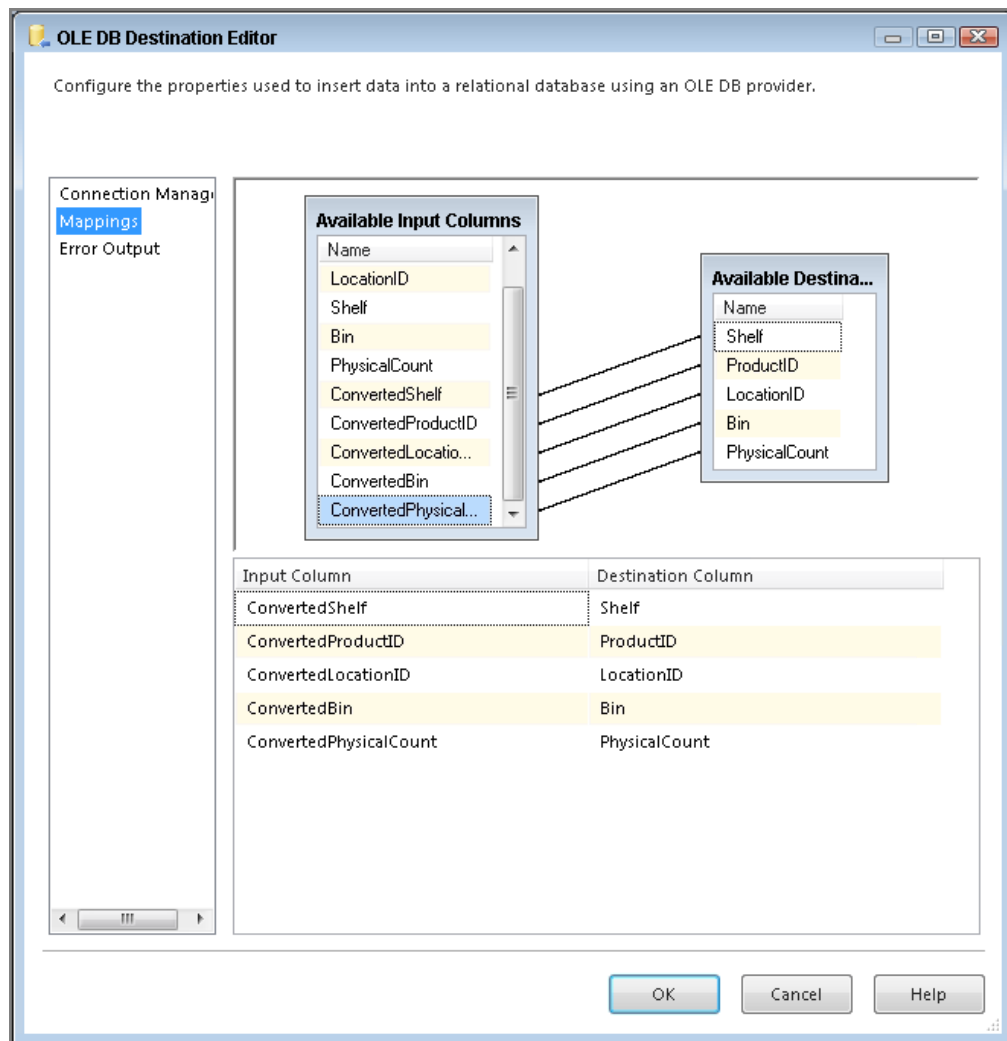 OLE DB Destination Editor
Configure the properties used to insert data into a relational database using an OLE DB provider.
Connection Manag
Mappings
Error Output
Available Input Columns
Name
LocationID
Shelf
Bin
PhysicalCount
ConvertedShelf
ConvertedProductID
ConvertedLocatio...
ConvertedBin
ConvertedPhysical...
Available Destina...
Name
Shelf
ProductID
LocationID
Bin
PhysicalCount
Input Column Destination Column
ConvertedShelf Shelf
ConvertedProductID ProductID
ConvertedLocationID LocationID
ConvertedBin Bin
ConvertedPhysicalCount PhysicalCount
OK Cancel Help